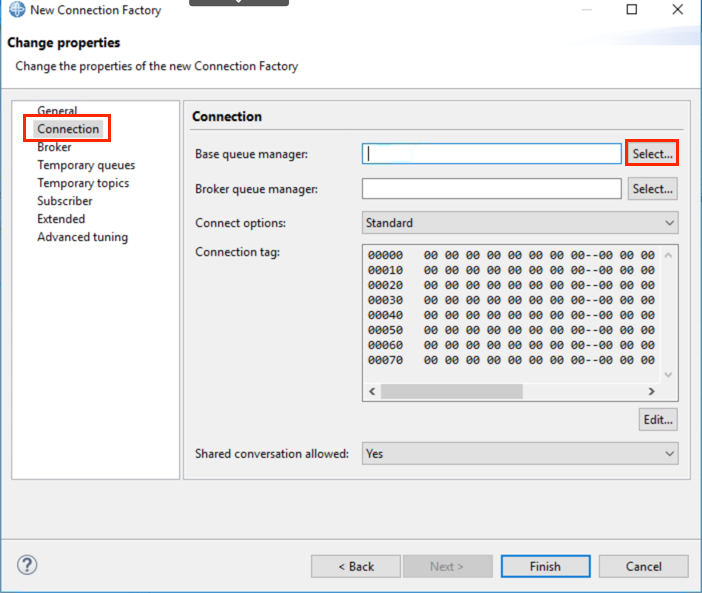 New Connection Factory
Change properties
Change the properties of the new Connection Factory
General
Connection
Broker
Temporary queues
Temporary topics
Subscriber
Extended
Advanced tuning
Connection
Base queue manager:
Select...
Broker queue manager:
Select...
Connect options:
Standard
Connection tag:
00000 00 00 00 00 00 00 00 00--00 00 00
00010 00 00 00 00 00 00 00 00--00 00 00
00020 00 00 00 00 00 00 00 00--00 00 00
00030 00 00 00 00 00 00 00 00--00 00 00
00040 00 00 00 00 00 00 00 00--00 00 00
00050 00 00 00 00 00 00 00 00--00 00 00
00060 00 00 00 00 00 00 00 00--00 00 00
00070 00 00 00 00 00 00 00 00--00 00 00
Edit...
Shared conversation allowed:
Yes
?
< Back
Next >
Finish
Cancel